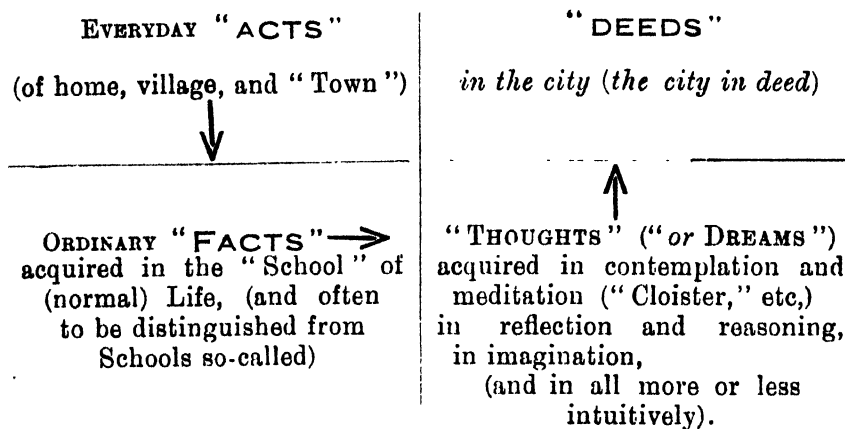 EVERYDAY "ACTS"
(of home, village, and "Town")
"DEEDS"
in the city (the city in deed)
ORDINARY "FACTS"
acquired in the "School" of
(normal) Life, (and often
to be distinguished from
Schools so-called)
"THOUGHTS" ("or DREAMS")
acquired in contemplation and
meditation ("Cloister," etc,)
in reflection and reasoning,
in imagination,
(and in all more or less
intuitively).